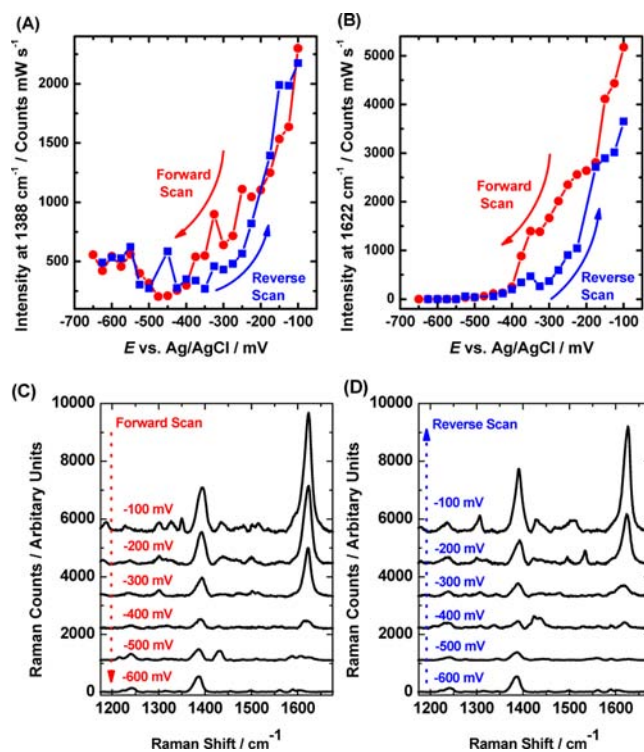 (A)
Intensity at 1388 cm⁻¹ / Counts mW s
2000
1500
1000
500
Forward
Scan
Reverse
Scan
-700 -600 -500 -400 -300 -200 -100
E vs. Ag/AgCl / mV
(B)
Intensity at 1622 cm⁻¹ / Counts mW s
5000
4000
3000
2000
1000
0
Forward
Scan
Reverse
Scan
-700 -600 -500 -400 -300 -200 -100
E vs. Ag/AgCl / mV
(C)
Raman Counts / Arbitary Units
10000
8000
6000
4000
2000
0
Forward Scan
-100 mV
-200 mV
-300 mV
-400 mV
-500 mV
-600 mV
1200 1300 1400 1500 1600
Raman Shift / cm⁻¹
(D)
Raman Counts / Arbitary Units
10000
8000
6000
4000
2000
0
Reverse Scan
-100 mV
-200 mV
-300 mV
-400 mV
-500 mV
-600 mV
1200 1300 1400 1500 1600
Raman Shift / cm⁻¹